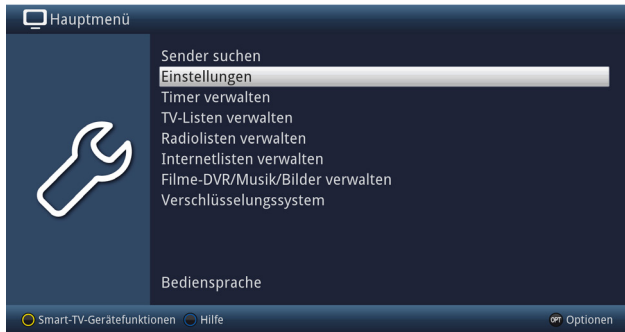 Hauptmenü
Sender suchen
Einstellungen
Timer verwalten
TV-Listen verwalten
Radiolisten verwalten
Internetlisten verwalten
Filme-DVR/Musik/Bilder verwalten
Verschlüsselungssystem
Bediensprache
Smart-TV-Gerätefunktionen Hilfe OPT Optionen